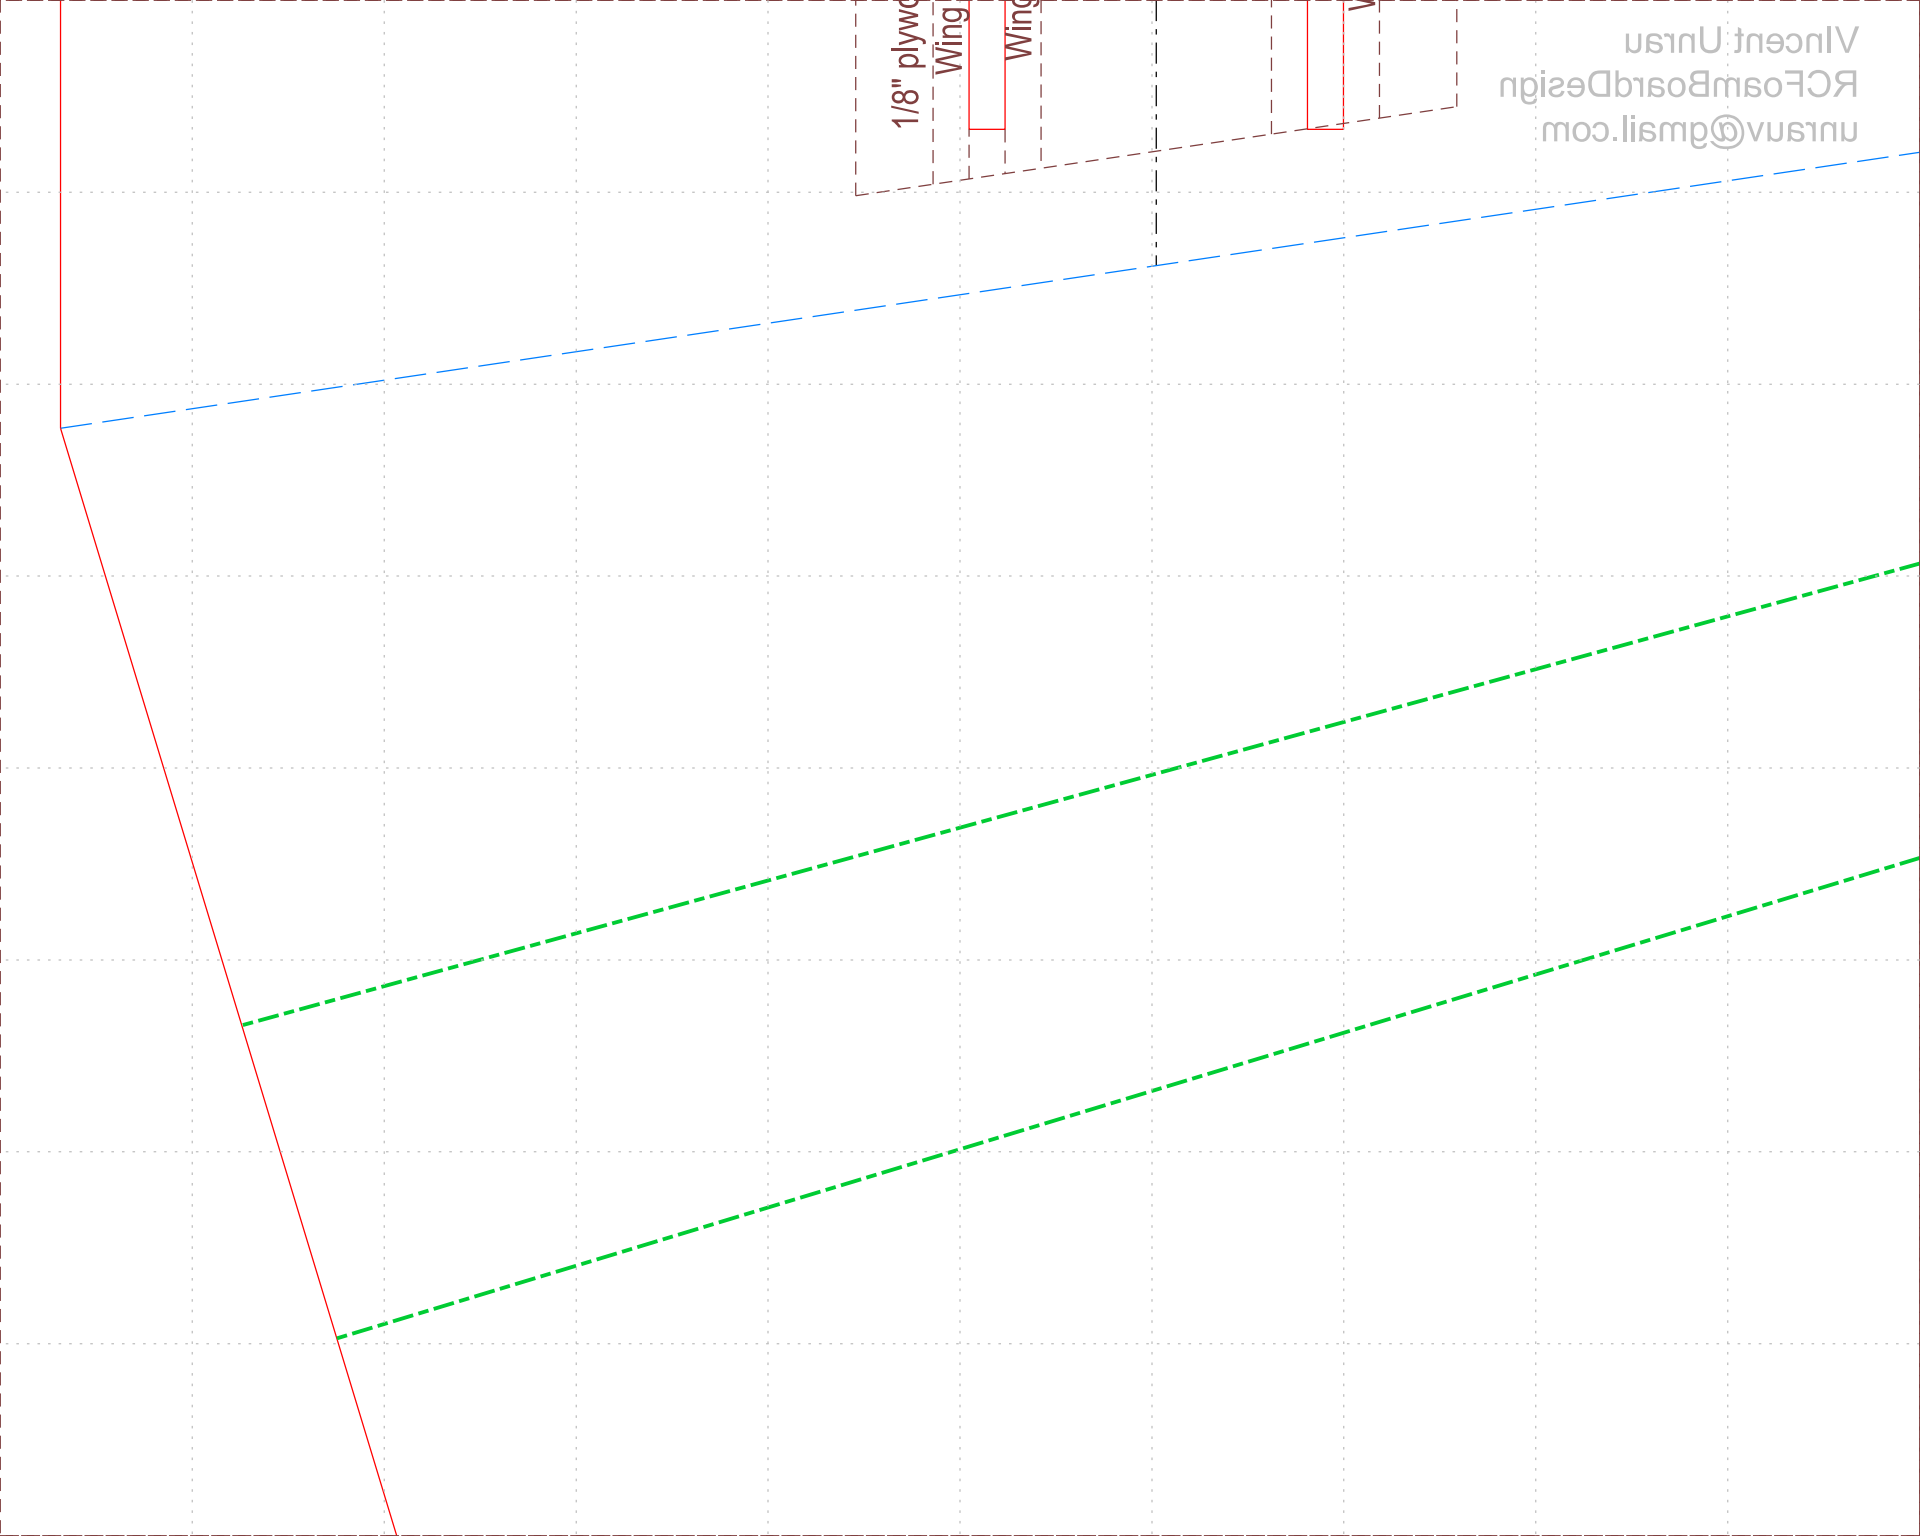 1/8" plywo
Wing
Wing
VIncent Unrau
RCFoamBoardDesign
unrauv@gmail.com